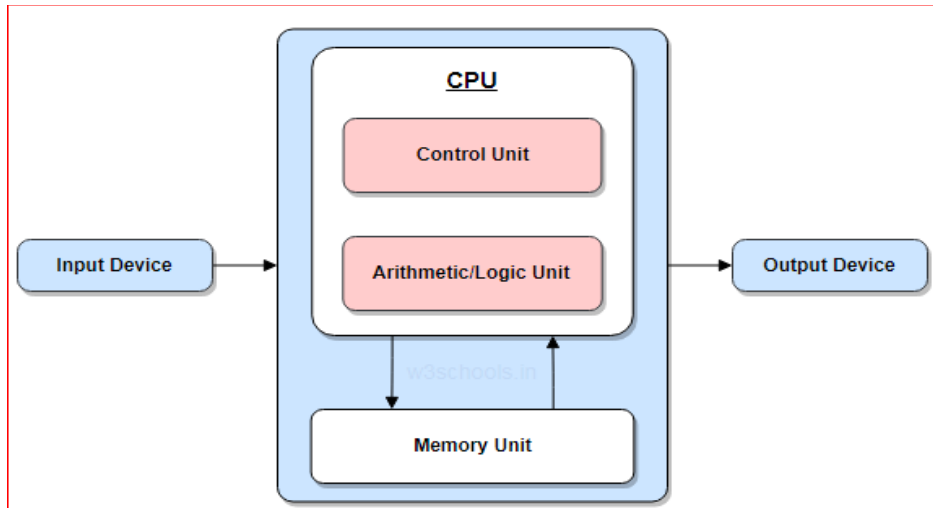 CPU
Control Unit
Input Device
Arithmetic/Logic Unit
Output Device
w3schools.in
Memory Unit